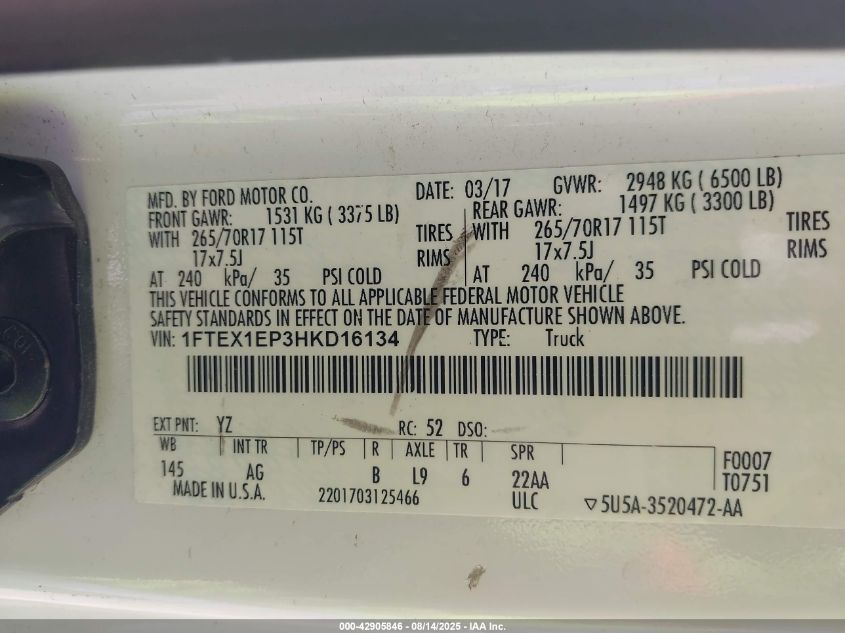 MFD. BY FORD MOTOR CO. DATE: 03/17 GVWR: 2948 KG ( 6500 LB)
FRONT GAWR: 1531 KG ( 3375 LB) REAR GAWR: 1497 KG ( 3300 LB)
WITH 265/70R17 115T TIRES WITH 265/70R17 115T TIRES
17x7.5J RIMS 17x7.5J RIMS
AT 240 kPa/ 35 PSI COLD AT 240 kPa/ 35 PSI COLD
THIS VEHICLE CONFORMS TO ALL APPLICABLE FEDERAL MOTOR VEHICLE
SAFETY STANDARDS IN EFFECT ON THE DATE OF MANUFACTURE SHOWN ABOVE.
VIN: 1FTEX1EP3HKD16134 TYPE: Truck
EXT PNT: YZ RC: 52 DSO:
WB INT TR TP/PS R AXLE TR SPR
145 AG B L9 6 22AA F0007
T0751
MADE IN U.S.A. 2201703125466 ULC ▽5U5A-3520472-AA
000-42905846 - 08/14/2025 - IAA Inc.